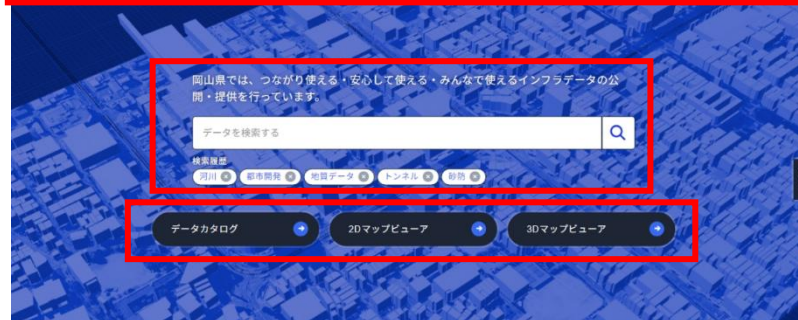 岡山県では、つながり使える・安心して使える・みんなで使えるインフラデータの公
開・提供を行っています。
データを検索する
検索履歴
河川 都市開発 地質データ トンネル 砂防
データカタログ 2Dマップビューア 3Dマップビューア